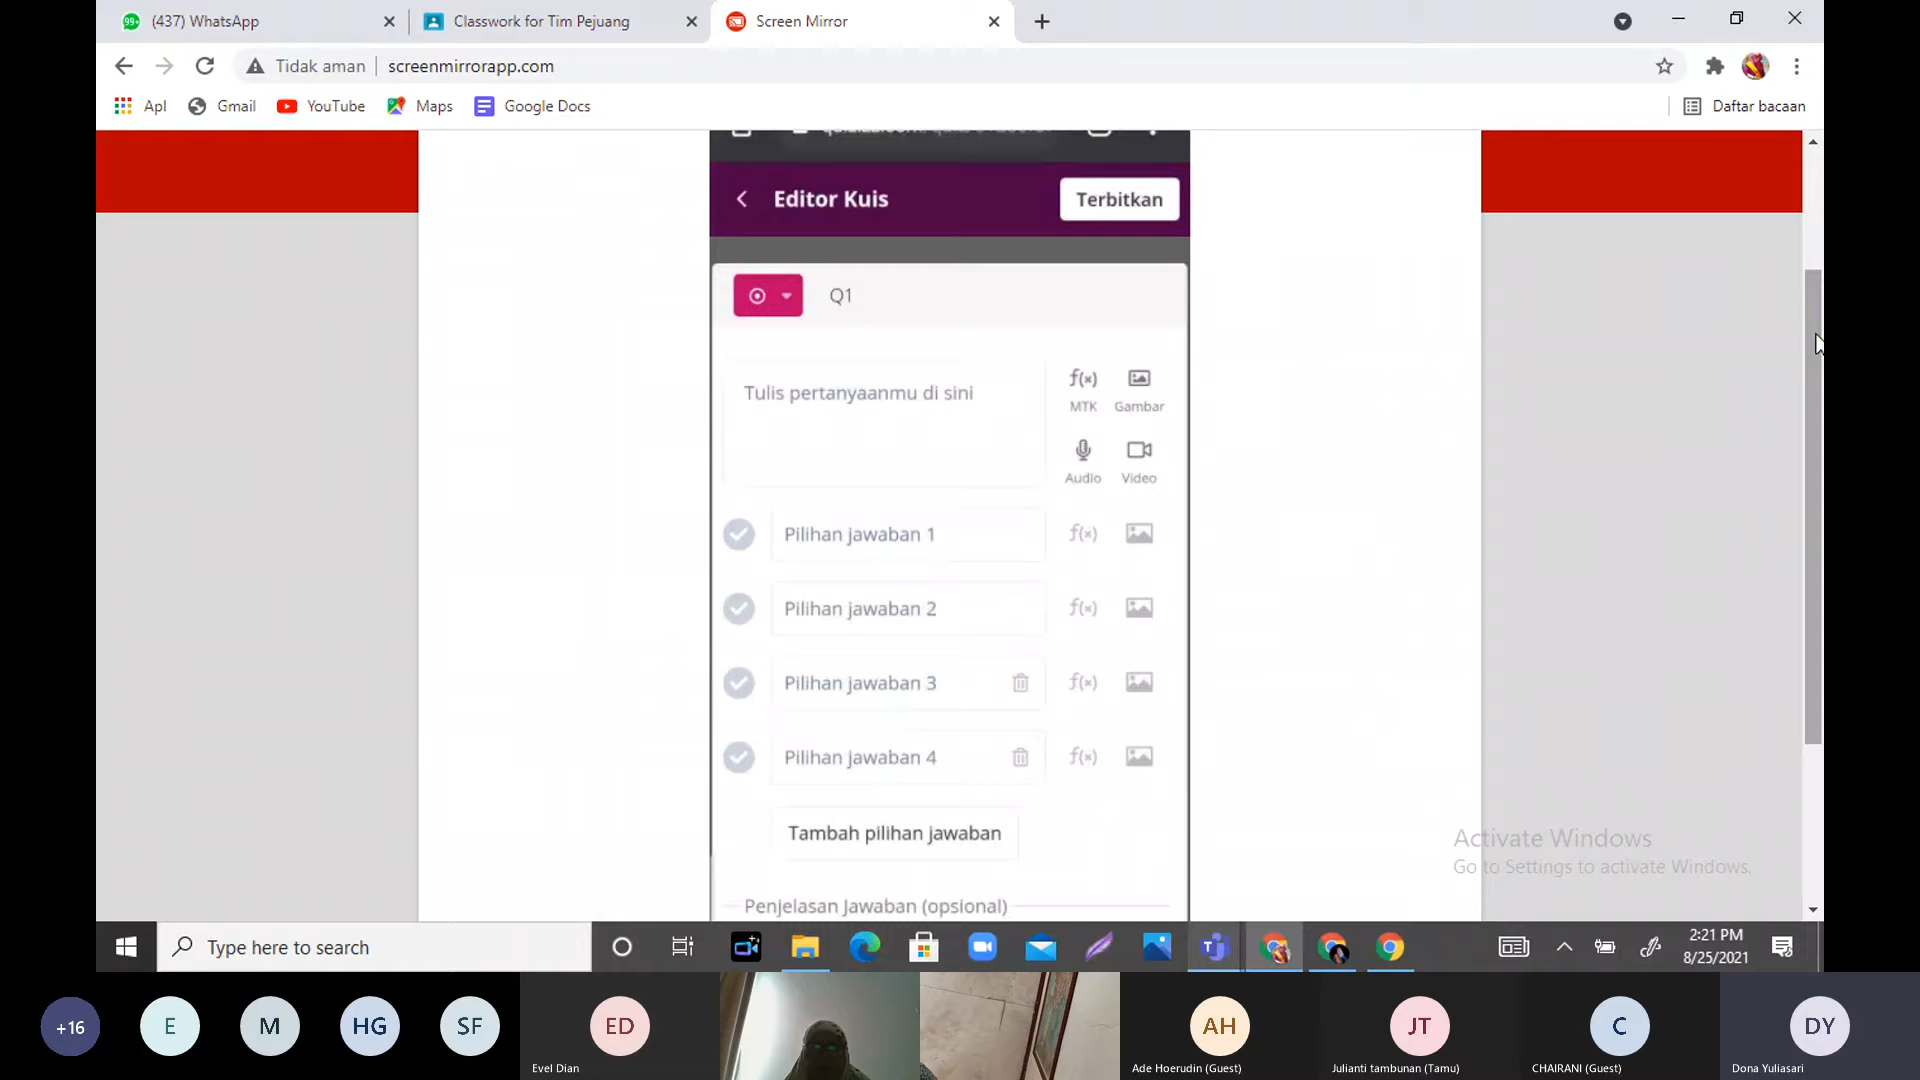 99+ (437) WhatsApp
Classwork for Tim Pejuang
Screen Mirror
Tidak aman
screenmirrorapp.com
Apl
Gmail
YouTube
Maps
Google Docs
Daftar bacaan
Editor Kuis
Terbitkan
Q1
Tulis pertanyaanmu di sini
f(x)
MTK
Gambar
Audio
Video
Pilihan jawaban 1
f(x)
Pilihan jawaban 2
f(x)
Pilihan jawaban 3
f(x)
Pilihan jawaban 4
f(x)
Tambah pilihan jawaban
Penjelasan Jawaban (opsional)
Activate Windows
Go to Settings to activate Windows.
Type here to search
2:21 PM
8/25/2021
+16
E
M
HG
SF
ED
Evel Dian
AH
Ade Hoerudin (Guest)
JT
Julianti tambunan (Tamu)
C
CHAIRANI (Guest)
DY
Dona Yuliasari